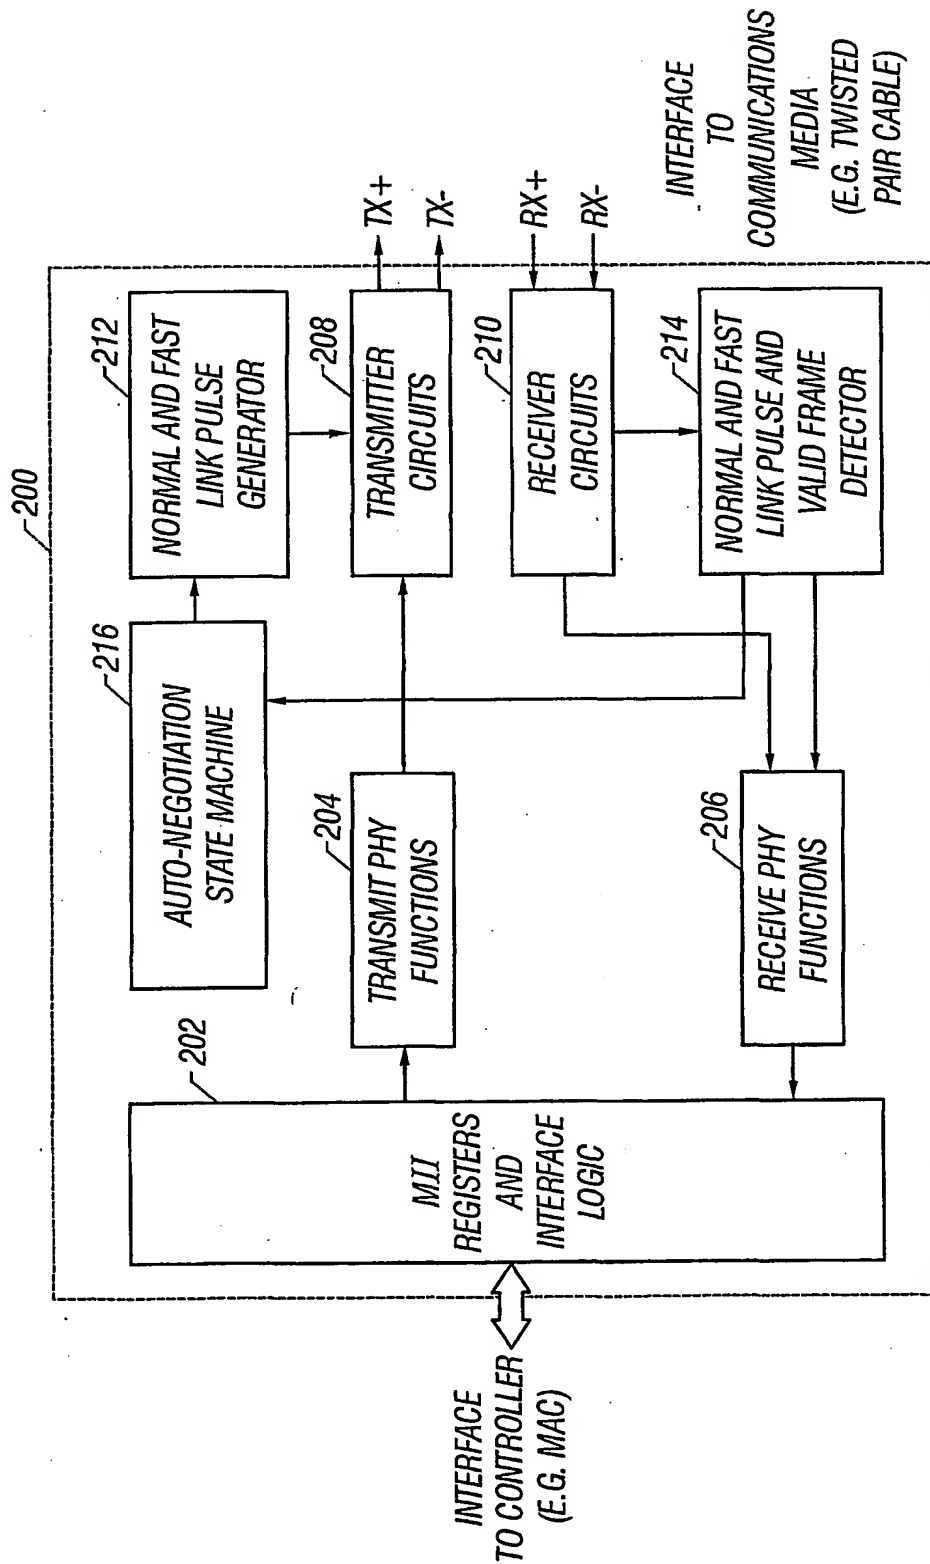 200
212
NORMAL AND FAST
LINK PULSE
GENERATOR
216
AUTO-NEGOTIATION
STATE MACHINE
208
TRANSMITTER
CIRCUITS
TX+
TX-
204
TRANSMIT PHY
FUNCTIONS
202
MII
REGISTERS
AND
INTERFACE
LOGIC
INTERFACE
TO CONTROLLER
(E.G. MAC)
210
RECEIVER
CIRCUITS
RX+
RX-
214
NORMAL AND FAST
LINK PULSE AND
VALID FRAME
DETECTOR
206
RECEIVE PHY
FUNCTIONS
INTERFACE
TO
COMMUNICATIONS
MEDIA
(E.G. TWISTED
PAIR CABLE)